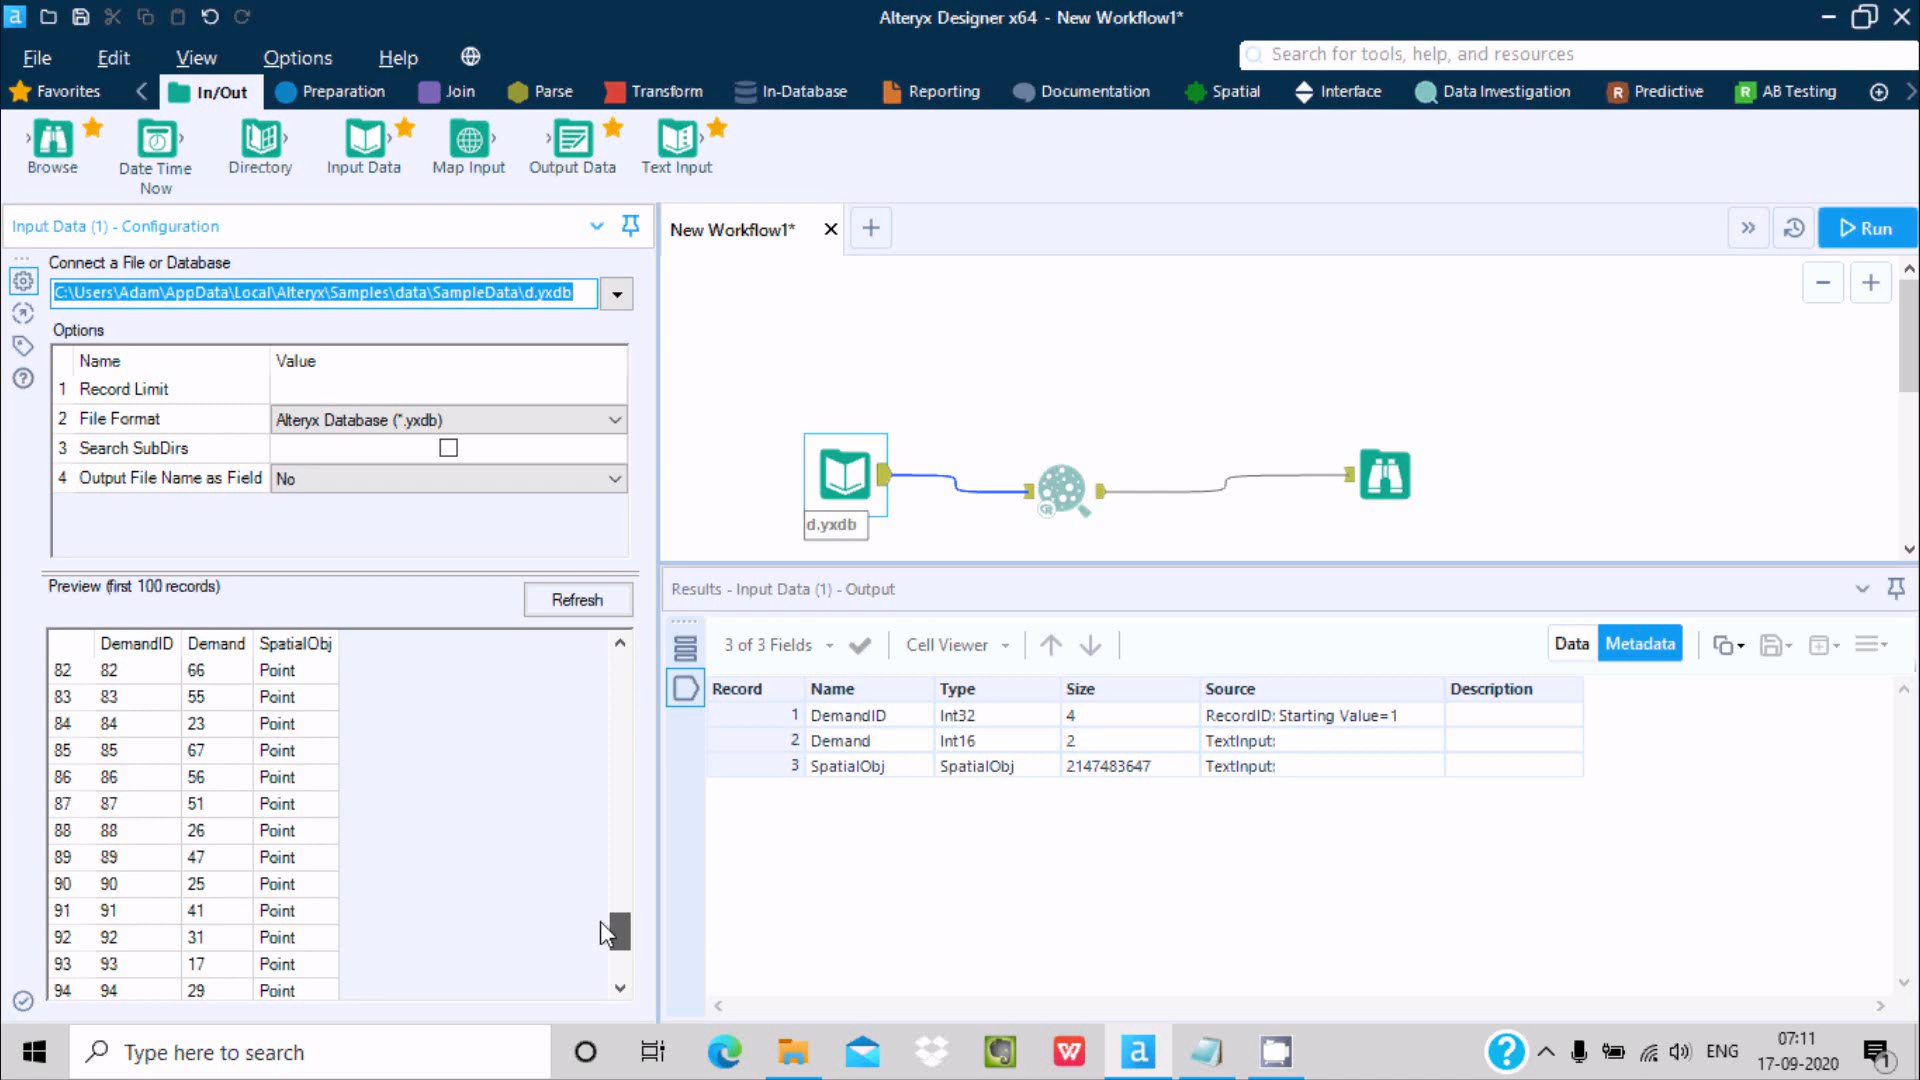 Alteryx Designer x64 - New Workflow1*
File Edit View Options Help
Search for tools, help, and resources
Favorites In/Out Preparation Join Parse Transform In-Database Reporting Documentation Spatial Interface Data Investigation Predictive AB Testing
Browse Date Time Now Directory Input Data Map Input Output Data Text Input
Input Data (1) - Configuration
New Workflow1*
Run
Connect a File or Database
C:\Users\Adam\AppData\Local\Alteryx\Samples\data\SampleData\d.yxdb
Options
Name Value
1 Record Limit
2 File Format Alteryx Database (*.yxdb)
3 Search SubDirs
4 Output File Name as Field No
d.yxdb
Preview (first 100 records)
Refresh
DemandID Demand SpatialObj
82 82 66 Point
83 83 55 Point
84 84 23 Point
85 85 67 Point
86 86 56 Point
87 87 51 Point
88 88 26 Point
89 89 47 Point
90 90 25 Point
91 91 41 Point
92 92 31 Point
93 93 17 Point
94 94 29 Point
Results - Input Data (1) - Output
3 of 3 Fields Cell Viewer Data Metadata
Record Name Type Size Source Description
1 DemandID Int32 4 RecordID: Starting Value=1
2 Demand Int16 2 TextInput:
3 SpatialObj SpatialObj 2147483647 TextInput:
Type here to search
ENG
07:11
17-09-2020
1